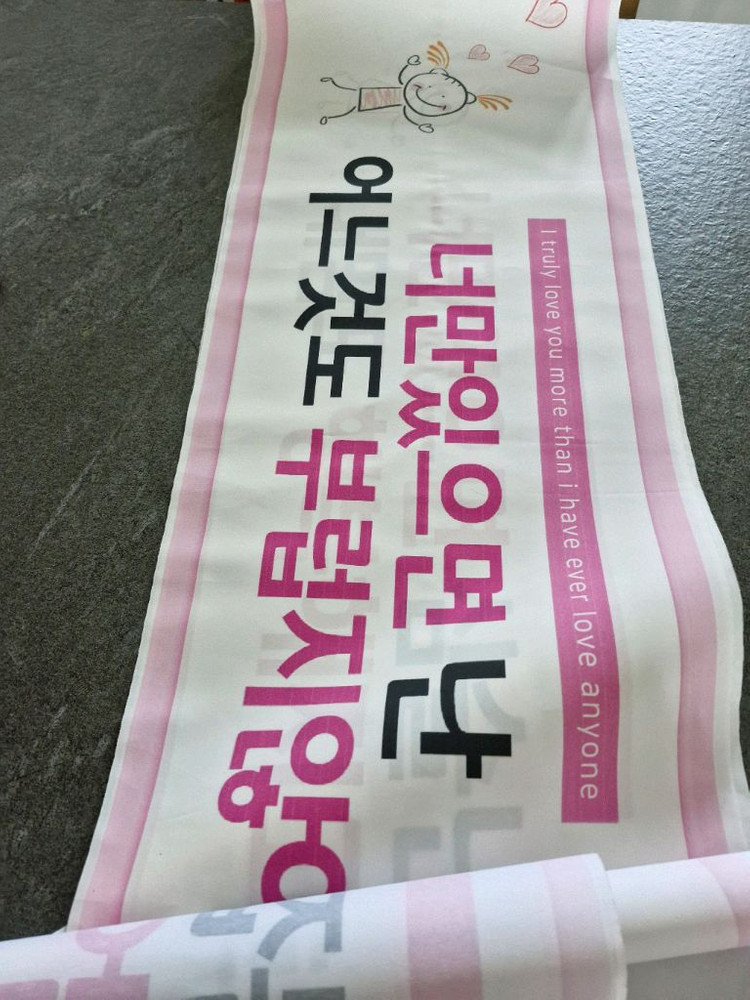 I truly love you more than i have ever love anyone
너만있으면 난
어느것도 부럽지않아